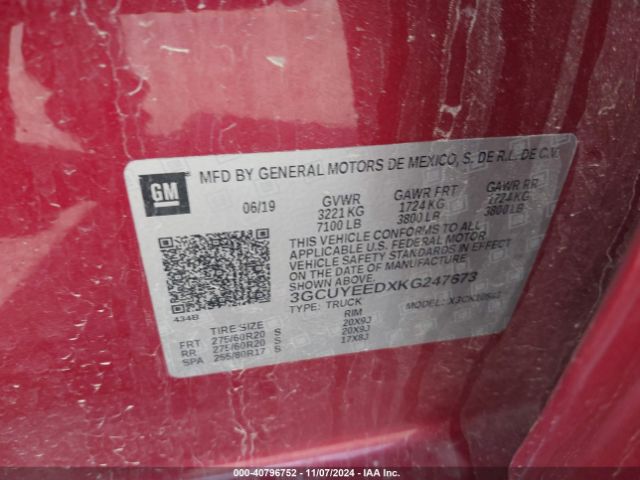 GM
MFD BY GENERAL MOTORS DE MEXICO, S. DE R.L. DE C.V.
06/19 GVWR GAWR FRT GAWR RR
3221 KG 1724 KG 1724 KG
7100 LB 3800 LB 3800 LB
THIS VEHICLE CONFORMS TO ALL
APPLICABLE U.S. FEDERAL MOTOR
VEHICLE SAFETY STANDARDS IN EFFECT
ON THE DATE OF MANUFACTURE
SHOWN ABOVE.
3GCUYEEDXKG247673
TYPE: TRUCK MODEL:
434B
TIRE SIZE RIM
FRT 275/60R20 S 20X9J
RR 275/60R20 S 20X9J
SPA 255/80R17 S 17X8J
000-40796752 - 11/07/2024 - IAA Inc.